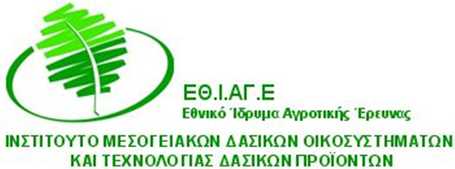 ΕΘ.Ι.ΑΓ.Ε
Εθνικό Ίδρυμα Αγροτικής Έρευνας
ΙΝΣΤΙΤΟΥΤΟ ΜΕΣΟΓΕΙΑΚΩΝ ΔΑΣΙΚΩΝ ΟΙΚΟΣΥΣΤΗΜΑΤΩΝ
ΚΑΙ ΤΕΧΝΟΛΟΓΙΑΣ ΔΑΣΙΚΩΝ ΠΡΟΪΟΝΤΩΝ